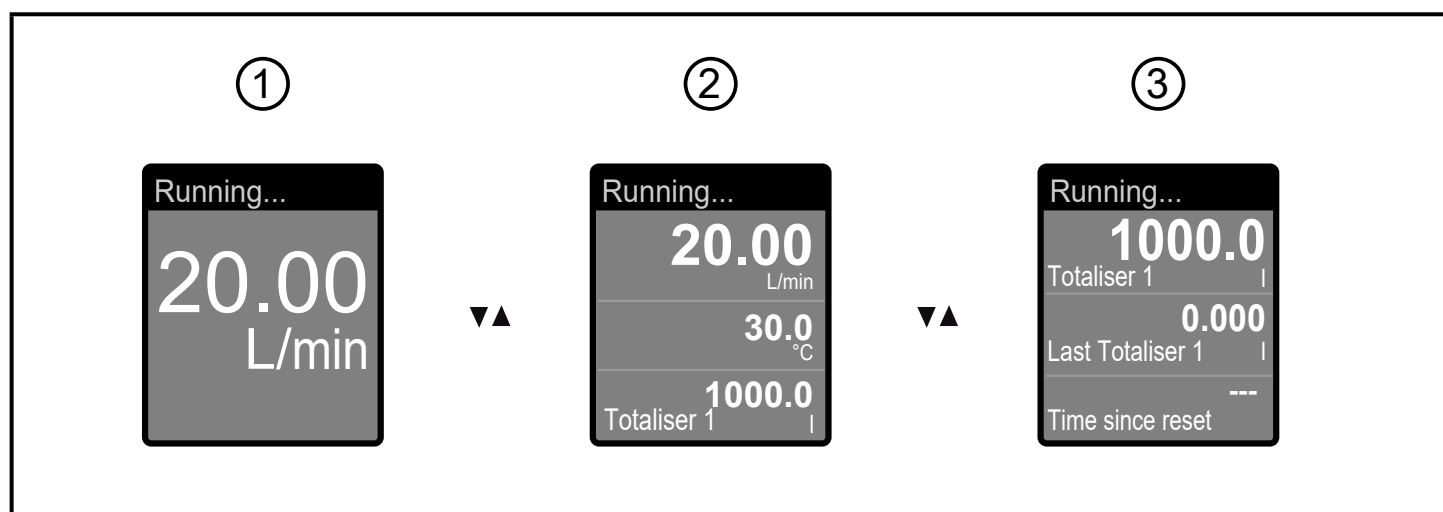 ①
Running...
20.00
L/min
▼▲
②
Running...
20.00
L/min
30.0
°C
1000.0
Totaliser 1 l
▼▲
③
Running...
1000.0
Totaliser 1 l
0.000
Last Totaliser 1 l
---
Time since reset